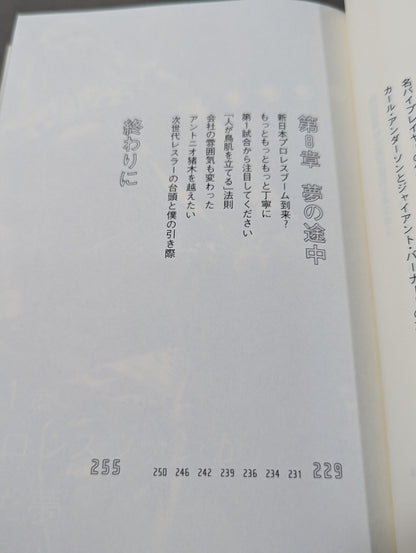 名バイプレイヤーの
カール・アンダーソンとジャイアント・バーナード
第8章 夢の途中 229
新日本プロレスブーム到来? 231
もっともっともっと丁寧に 234
第1試合から注目してください 236
「人が鳥肌を立てる」法則 239
会社の雰囲気も変わった 242
アントニオ猪木を越えたい 246
次世代レスラーの台頭と僕の引き際 250
終わりに 255